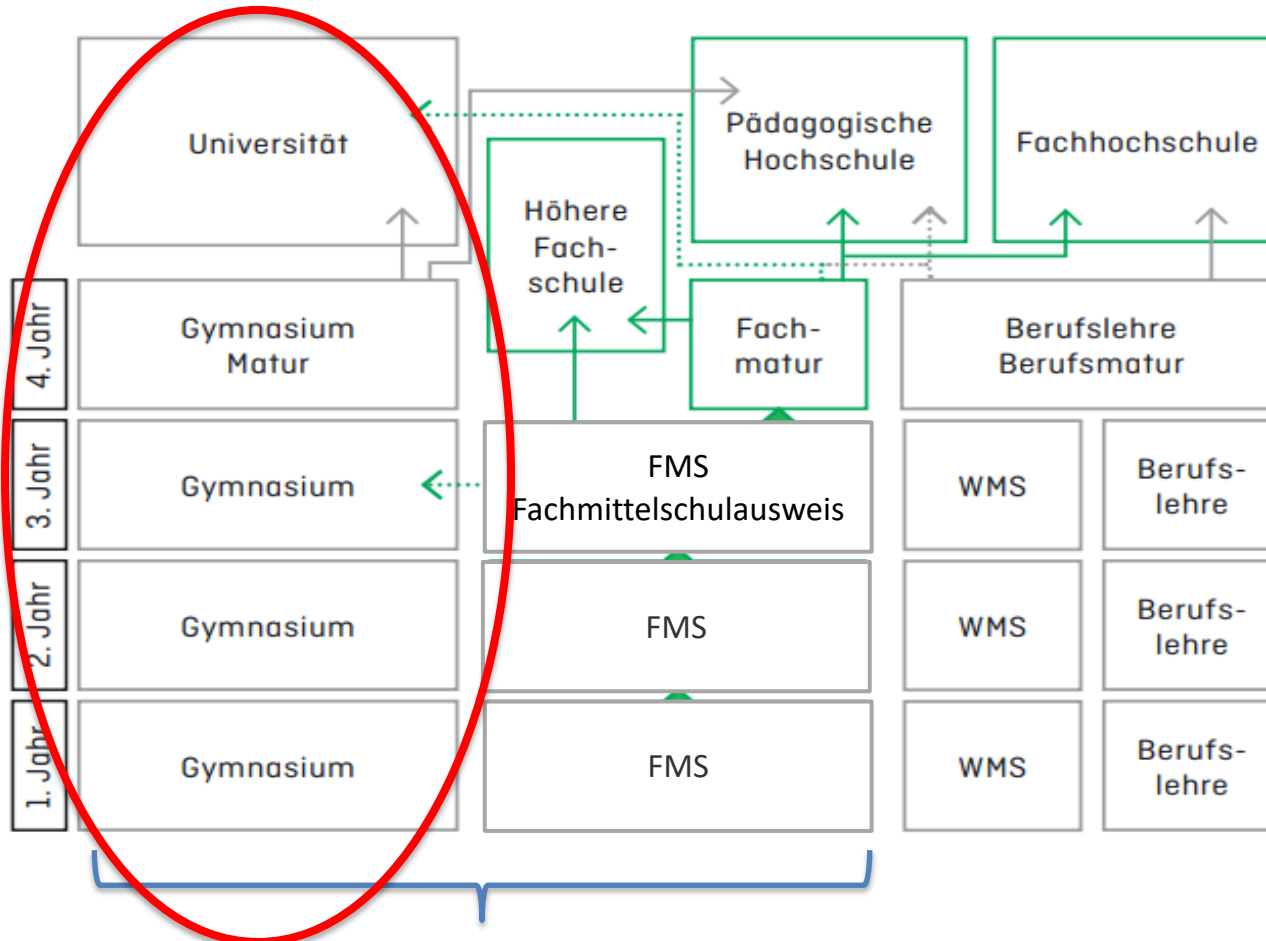 Universität
Pädagogische
Hochschule
Fachhochschule
Höhere
Fach-
schule
4. Jahr
Gymnasium
Matur
Fach-
matur
Berufslehre
Berufsmatur
3. Jahr
Gymnasium
FMS
Fachmittelschulausweis
WMS
Berufs-
lehre
2. Jahr
Gymnasium
FMS
WMS
Berufs-
lehre
1. Jahr
Gymnasium
FMS
WMS
Berufs-
lehre